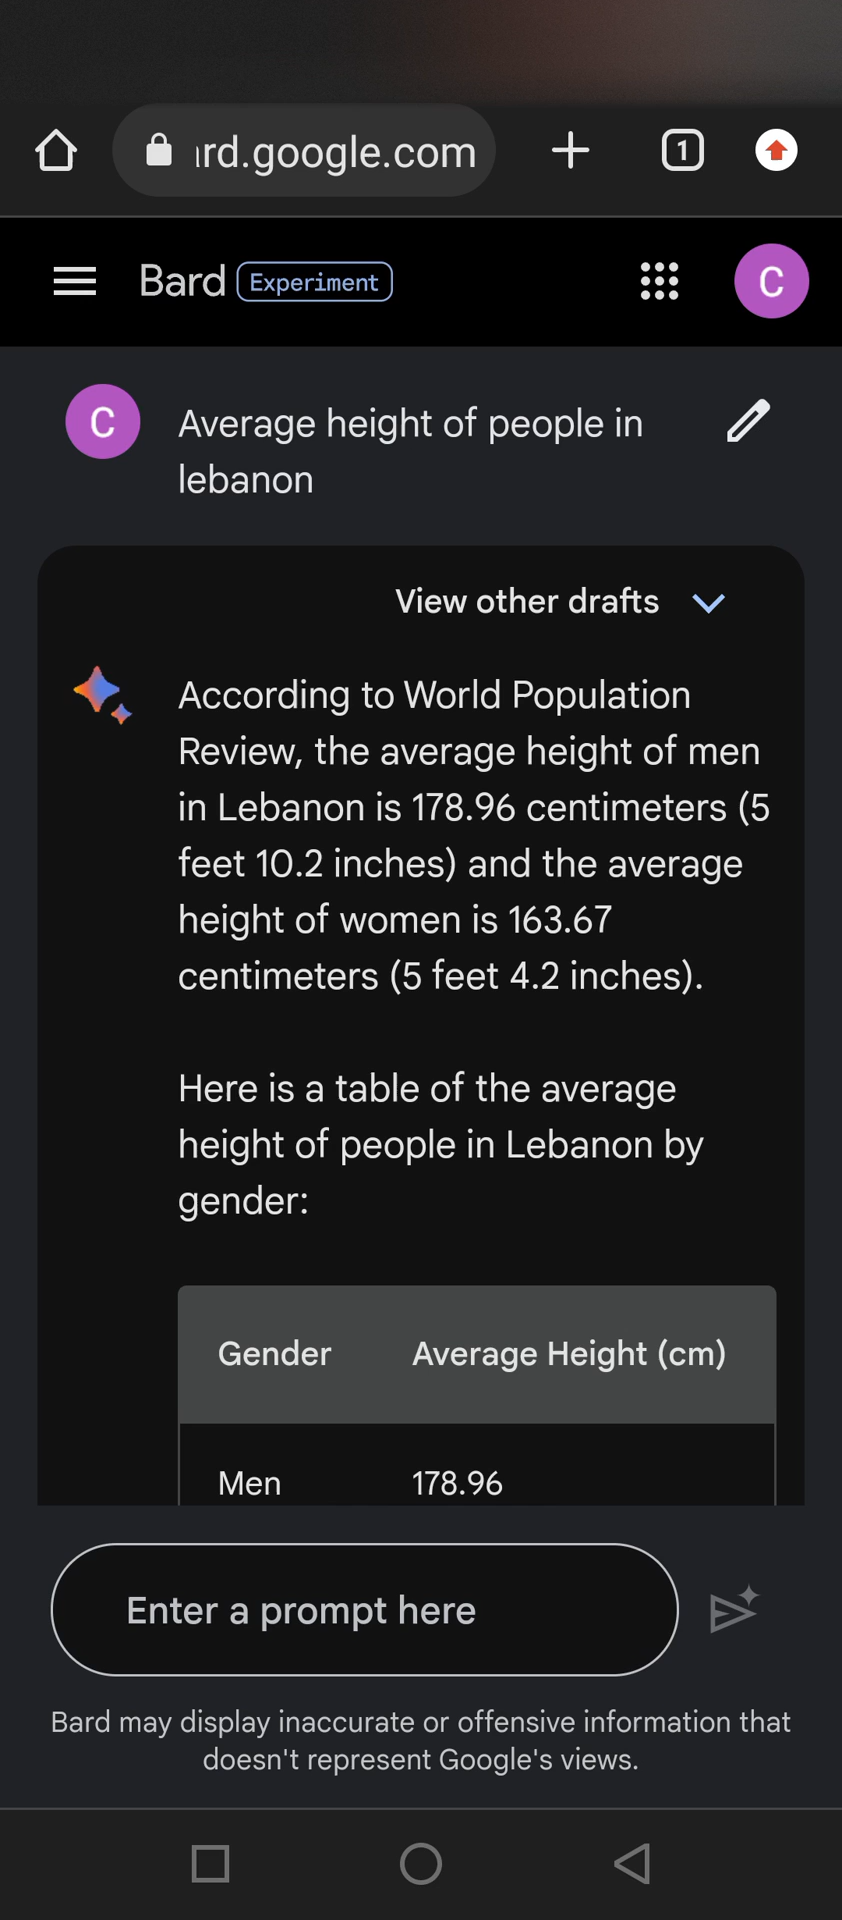 rd.google.com
1
Bard Experiment
C
C
Average height of people in
lebanon
View other drafts
According to World Population
Review, the average height of men
in Lebanon is 178.96 centimeters (5
feet 10.2 inches) and the average
height of women is 163.67
centimeters (5 feet 4.2 inches).
Here is a table of the average
height of people in Lebanon by
gender:
Gender Average Height (cm)
Men 178.96
Enter a prompt here
Bard may display inaccurate or offensive information that
doesn't represent Google's views.